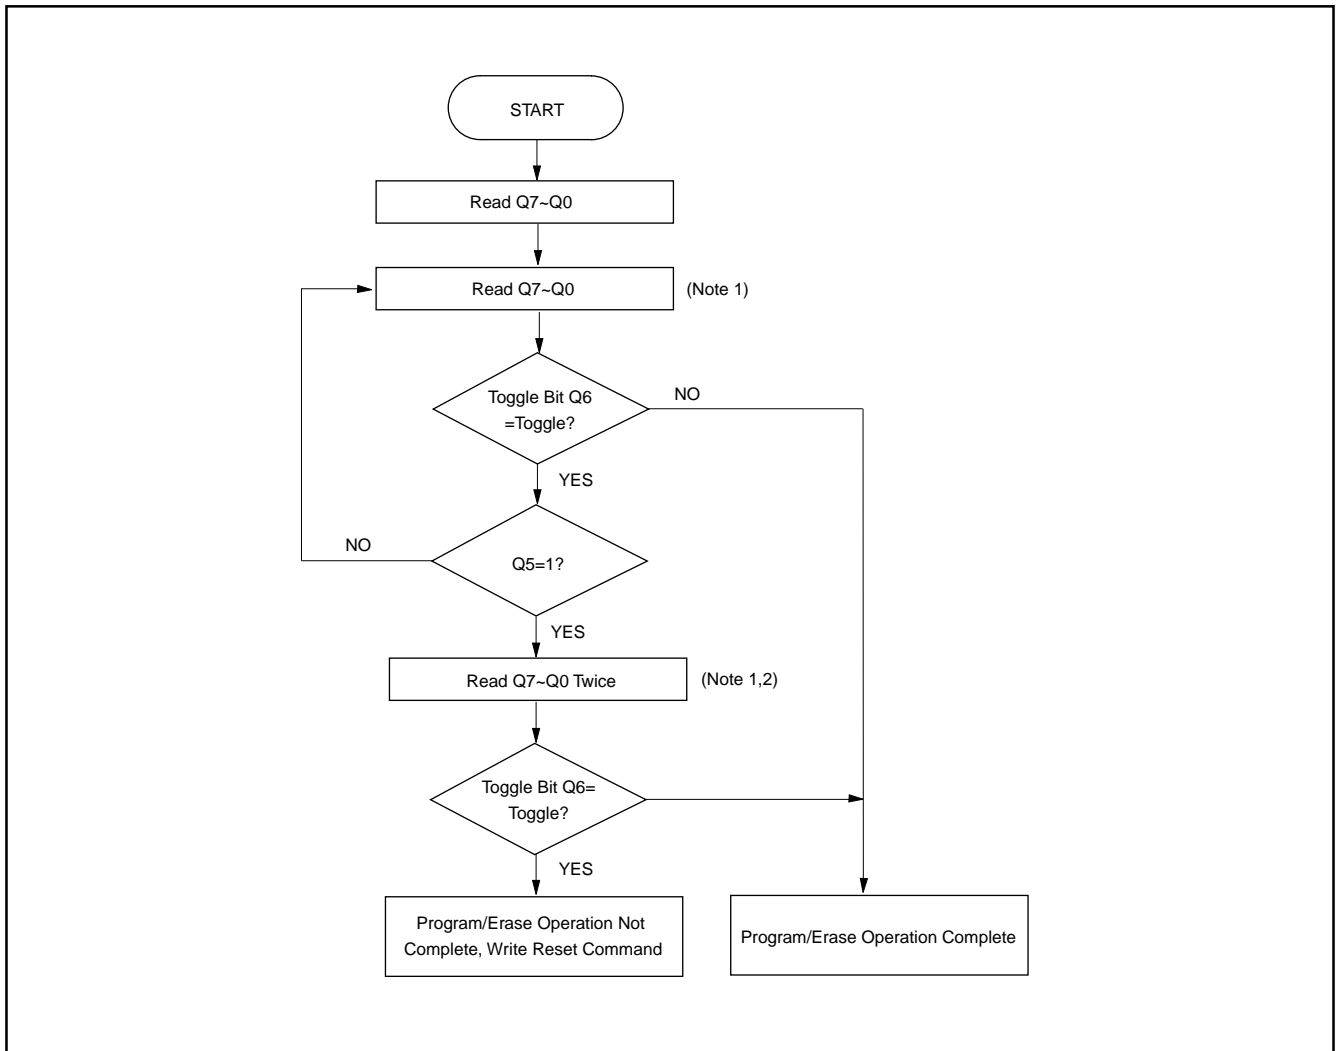 START
Read Q7~Q0
Read Q7~Q0
(Note 1)
Toggle Bit Q6
=Toggle?
NO
YES
NO
Q5=1?
YES
Read Q7~Q0 Twice
(Note 1,2)
Toggle Bit Q6=
Toggle?
YES
Program/Erase Operation Not
Complete, Write Reset Command
Program/Erase Operation Complete